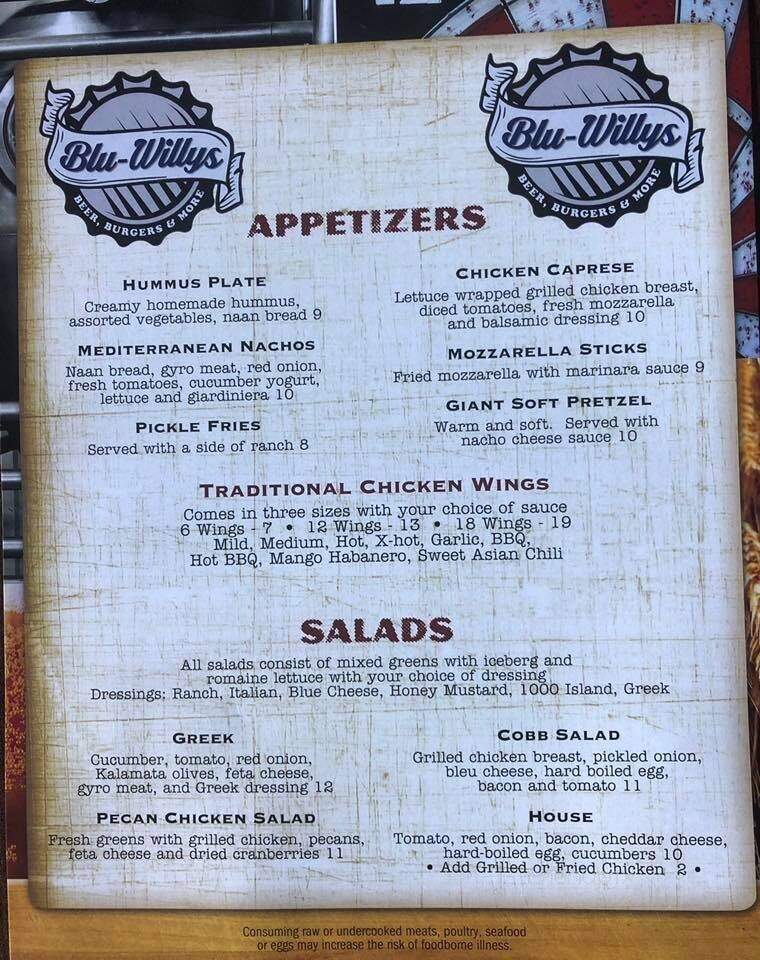 Blu-Willys
BEER, BURGERS & MORE
Blu-Willys
BEER, BURGERS & MORE
APPETIZERS
HUMMUS PLATE
Creamy homemade hummus,
assorted vegetables, naan bread 9
MEDITERRANEAN NACHOS
Naan bread, gyro meat, red onion,
fresh tomatoes, cucumber yogurt,
lettuce and giardiniera 10
PICKLE FRIES
Served with a side of ranch 8
CHICKEN CAPRESE
Lettuce wrapped grilled chicken breast,
diced tomatoes, fresh mozzarella
and balsamic dressing 10
MOZZARELLA STICKS
Fried mozzarella with marinara sauce 9
GIANT SOFT PRETZEL
Warm and soft. Served with
nacho cheese sauce 10
TRADITIONAL CHICKEN WINGS
Comes in three sizes with your choice of sauce
6 Wings - 7 • 12 Wings - 13 • 18 Wings - 19
Mild, Medium, Hot, X-hot, Garlic, BBQ,
Hot BBQ, Mango Habanero, Sweet Asian Chili
SALADS
All salads consist of mixed greens with iceberg and
romaine lettuce with your choice of dressing
Dressings: Ranch, Italian, Blue Cheese, Honey Mustard, 1000 Island, Greek
GREEK
Cucumber, tomato, red onion,
Kalamata olives, feta cheese,
gyro meat, and Greek dressing 12
PECAN CHICKEN SALAD
Fresh greens with grilled chicken, pecans,
feta cheese and dried cranberries 11
COBB SALAD
Grilled chicken breast, pickled onion,
bleu cheese, hard boiled egg,
bacon and tomato 11
HOUSE
Tomato, red onion, bacon, cheddar cheese,
hard-boiled egg, cucumbers 10
• Add Grilled or Fried Chicken 2 •
Consuming raw or undercooked meats, poultry, seafood
or eggs may increase the risk of foodborne illness.